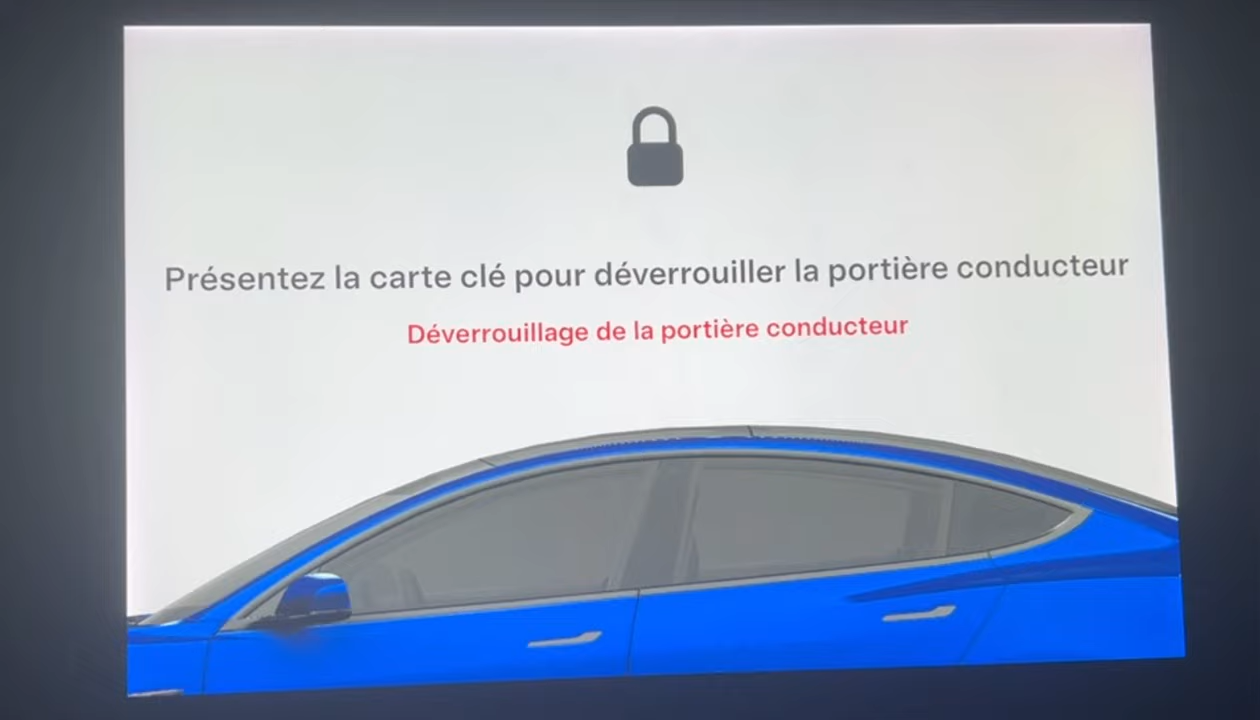 Présentez la carte clé pour déverrouiller la portière conducteur
Déverrouillage de la portière conducteur